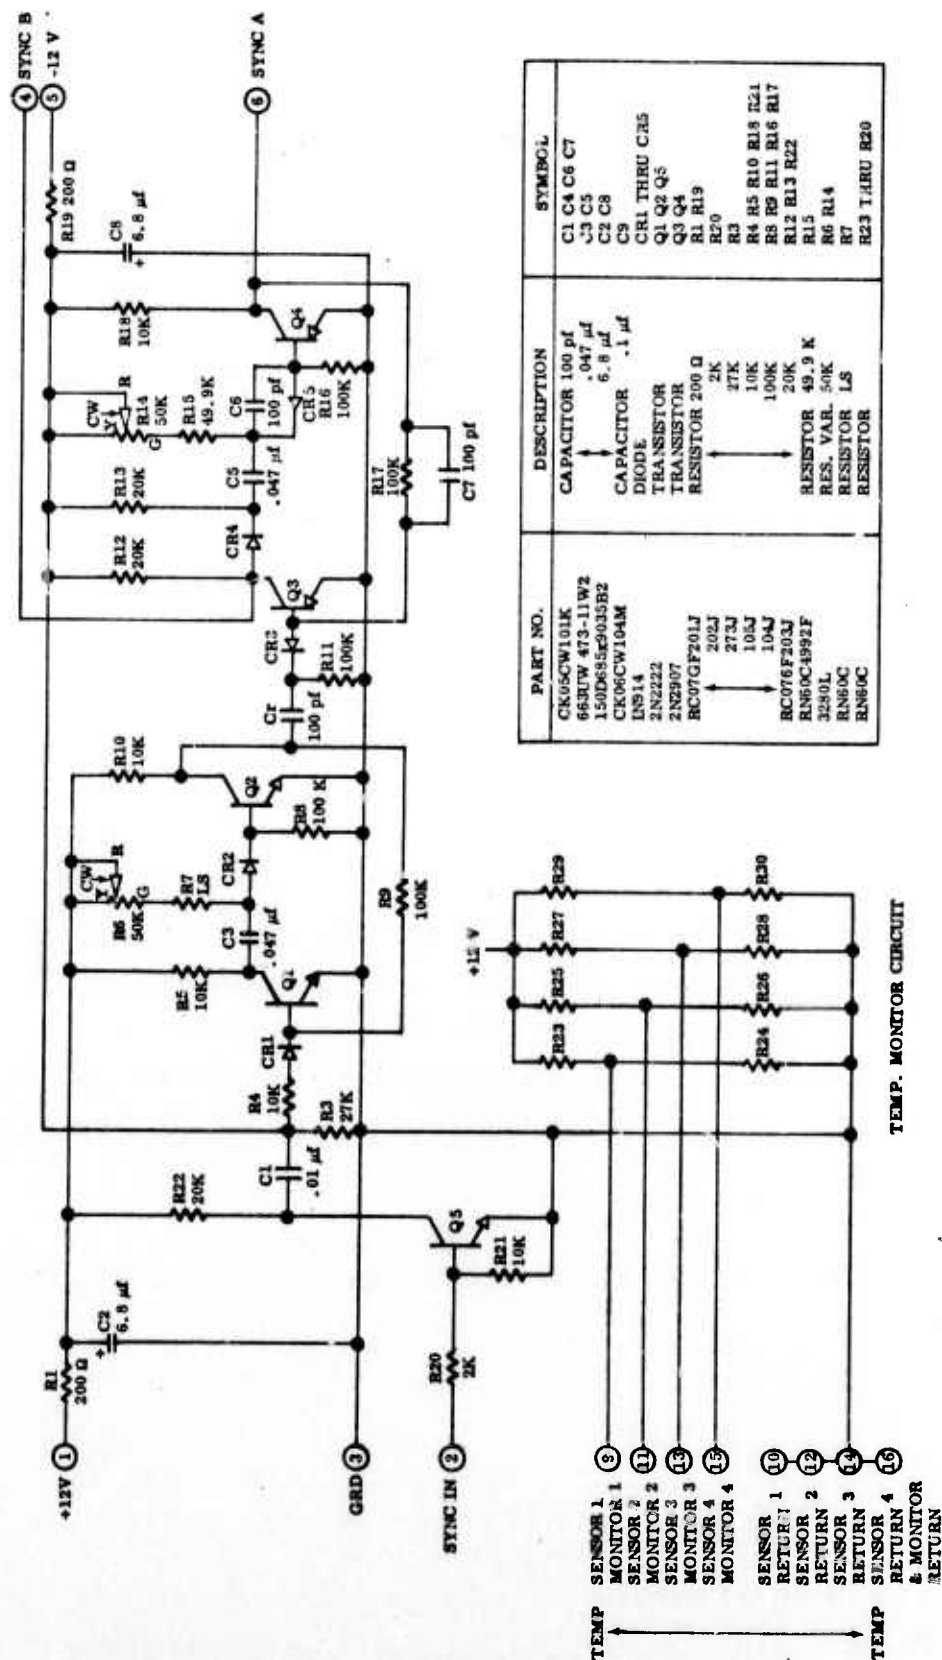 +12V 1
R1
200 Ω
C2
+ 6.8 µf
GRD 3
SYNC IN 2
R20
2K
R22
20K
C1
.01 µf
Q5
R21
10K
R3
27K
R4
10K
CR1
R5
10K
Q1
C3
.047 µf
CW
Y
R
G
R6
50K
R7
LS
CR2
R8
100 K
Q2
R10
10K
R9
100K
Cr
100 pf
R11
100K
Q3
R12
20K
R13
20K
CR4
C5
.047 µf
CW
Y
R
G
R14
50K
R15
49.9K
C6
100 pf
CR5
R16
100K
R17
100K
C7 100 pf
Q4
R18
10K
C8
+ 6.8 µf
R19 200 Ω
4 SYNC B
5 -12 V
6 SYNC A
PART NO. DESCRIPTION SYMBOL
CK05CW101K CAPACITOR 100 pf C1 C4 C6 C7
663UW 473-11W2 .047 µf C3 C5
150D685x9035B2 6.8 µf C2 C8
CK06CW104M CAPACITOR .1 µf C9
1N914 DIODE CR1 THRU CR5
2N2222 TRANSISTOR Q1 Q2 Q5
2N2907 TRANSISTOR Q3 Q4
RC07GF201J RESISTOR 200 Ω R1 R19
202J 2K R20
273J 27K R3
105J 10K R4 R5 R10 R18 R21
104J 100K R8 R9 R11 R16 R17
RC076F203J 20K R12 R13 R22
RN60C4992F RESISTOR 49.9 K R15
3280L RES. VAR. 50K R6 R14
RN60C RESISTOR LS R7
RN60C RESISTOR R23 THRU R20
+12 V
R23
R25
R27
R29
R24
R26
R28
R30
TEMP. MONITOR CIRCUIT
TEMP
SENSOR 1
MONITOR 1 9
SENSOR 2
MONITOR 2 11
SENSOR 3
MONITOR 3 13
SENSOR 4
MONITOR 4 15
SENSOR
RETURN 1 10
SENSOR
RETURN 2 12
SENSOR
RETURN 3 14
TEMP
SENSOR
RETURN 4 16
& MONITOR
RETURN